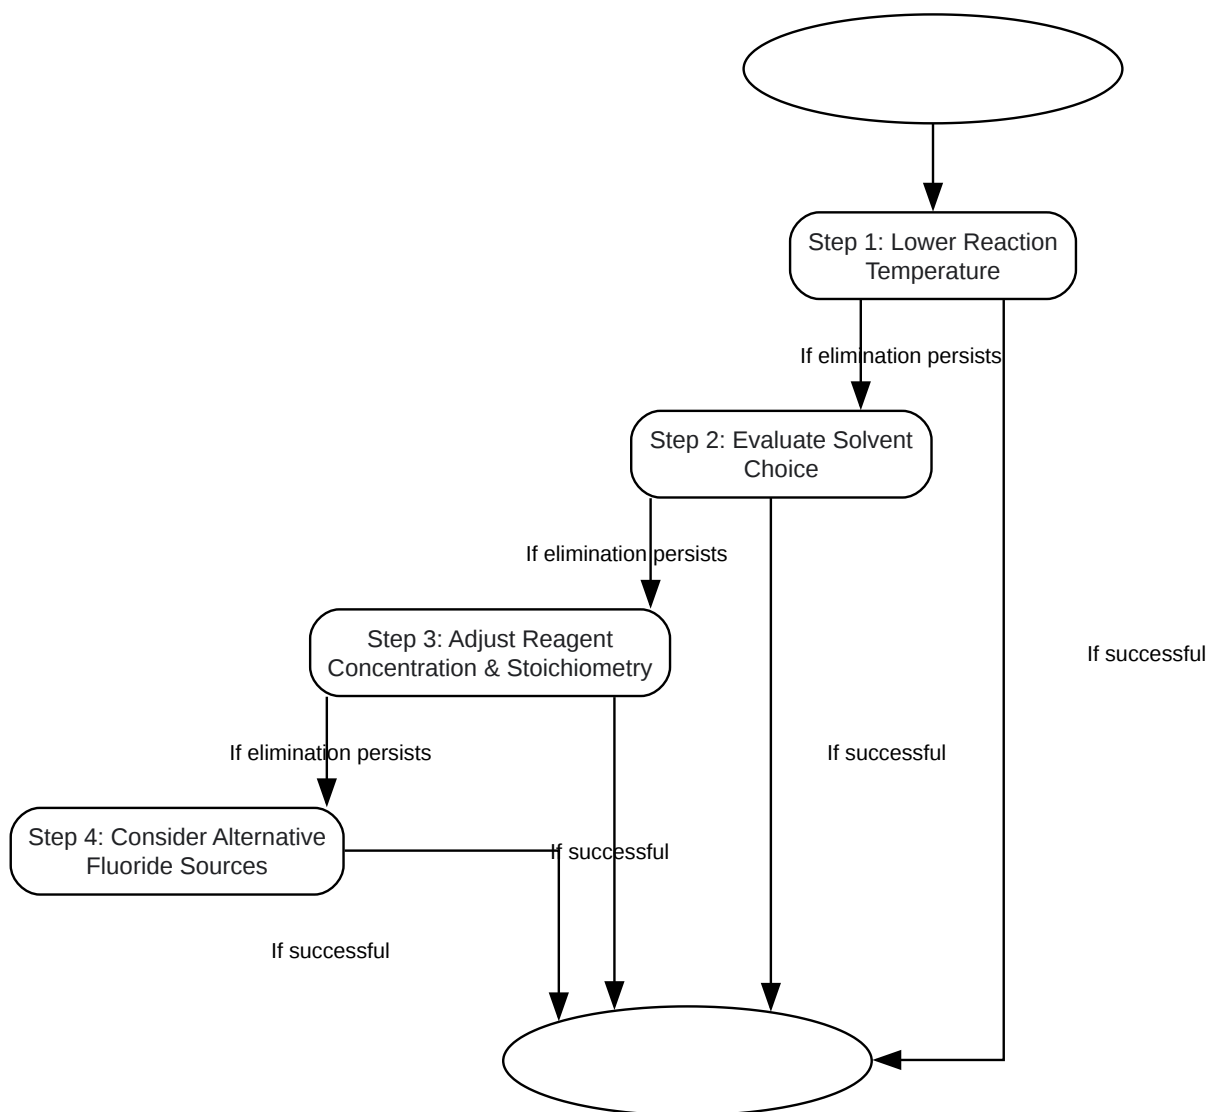 Step 1: Lower Reaction
Temperature
If elimination persists
Step 2: Evaluate Solvent
Choice
If elimination persists
Step 3: Adjust Reagent
Concentration & Stoichiometry
If successful
If elimination persists
If successful
Step 4: Consider Alternative
Fluoride Sources
If successful
If successful